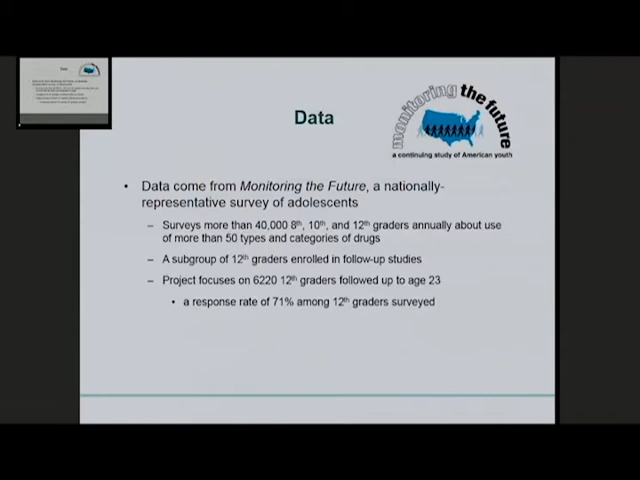 Data
monitoring the future
a continuing study of American youth
• Data come from Monitoring the Future, a nationally-
representative survey of adolescents
– Surveys more than 40,000 8th, 10th, and 12th graders annually about use
of more than 50 types and categories of drugs
– A subgroup of 12th graders enrolled in follow-up studies
– Project focuses on 6220 12th graders followed up to age 23
• a response rate of 71% among 12th graders surveyed